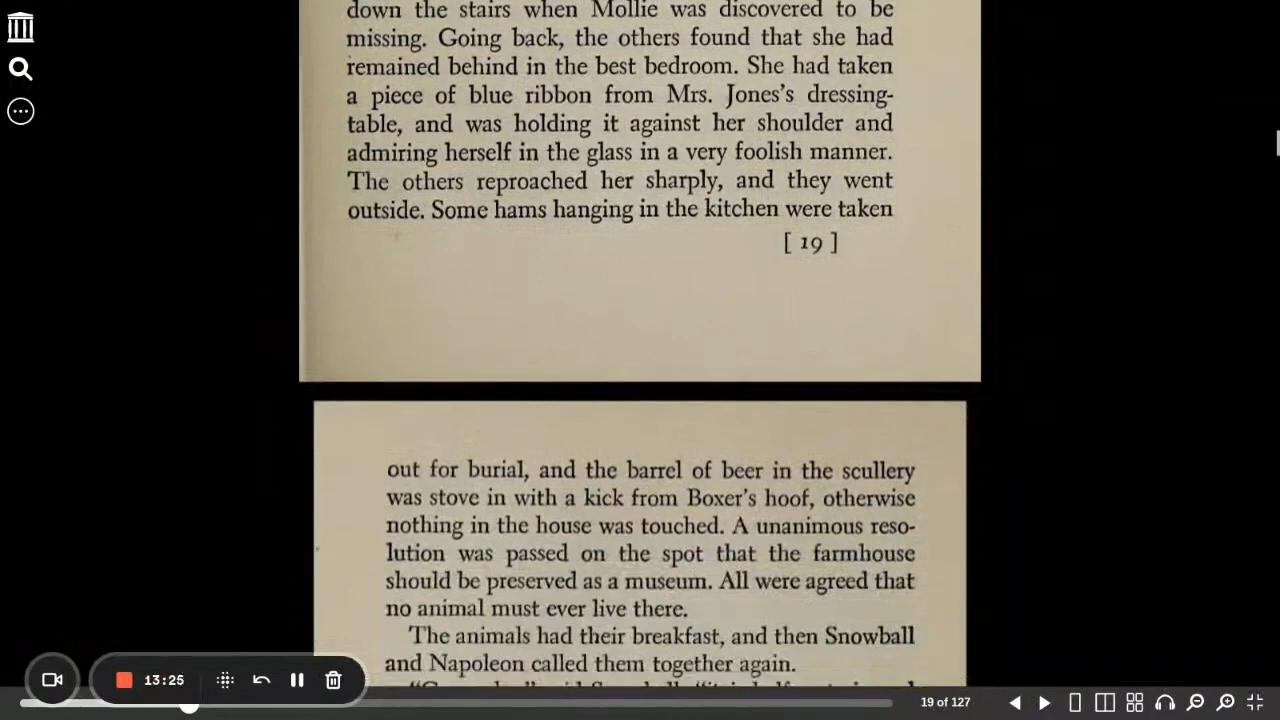 down the stairs when Mollie was discovered to be
missing. Going back, the others found that she had
remained behind in the best bedroom. She had taken
a piece of blue ribbon from Mrs. Jones's dressing-
table, and was holding it against her shoulder and
admiring herself in the glass in a very foolish manner.
The others reproached her sharply, and they went
outside. Some hams hanging in the kitchen were taken
[ 19 ]
out for burial, and the barrel of beer in the scullery
was stove in with a kick from Boxer's hoof, otherwise
nothing in the house was touched. A unanimous reso-
lution was passed on the spot that the farmhouse
should be preserved as a museum. All were agreed that
no animal must ever live there.
The animals had their breakfast, and then Snowball
and Napoleon called them together again.
13:25
19 of 127